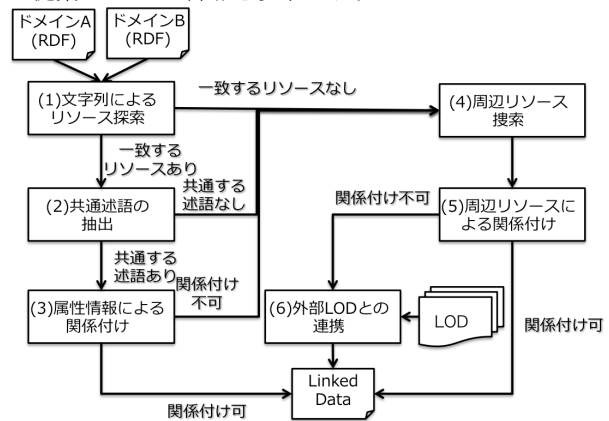 ドメインA
(RDF)
ドメインB
(RDF)
(1)文字列による
リソース探索
一致するリソースなし
(4)周辺リソース
捜索
一致する
リソースあり
共通する
述語なし
(2)共通述語の
抽出
関係付け不可
(5)周辺リソースに
よる関係付け
共通する
述語あり
関係付け
不可
(3)属性情報による
関係付け
(6)外部LODとの
連携
LOD
関係付け可
Linked
Data
関係付け可